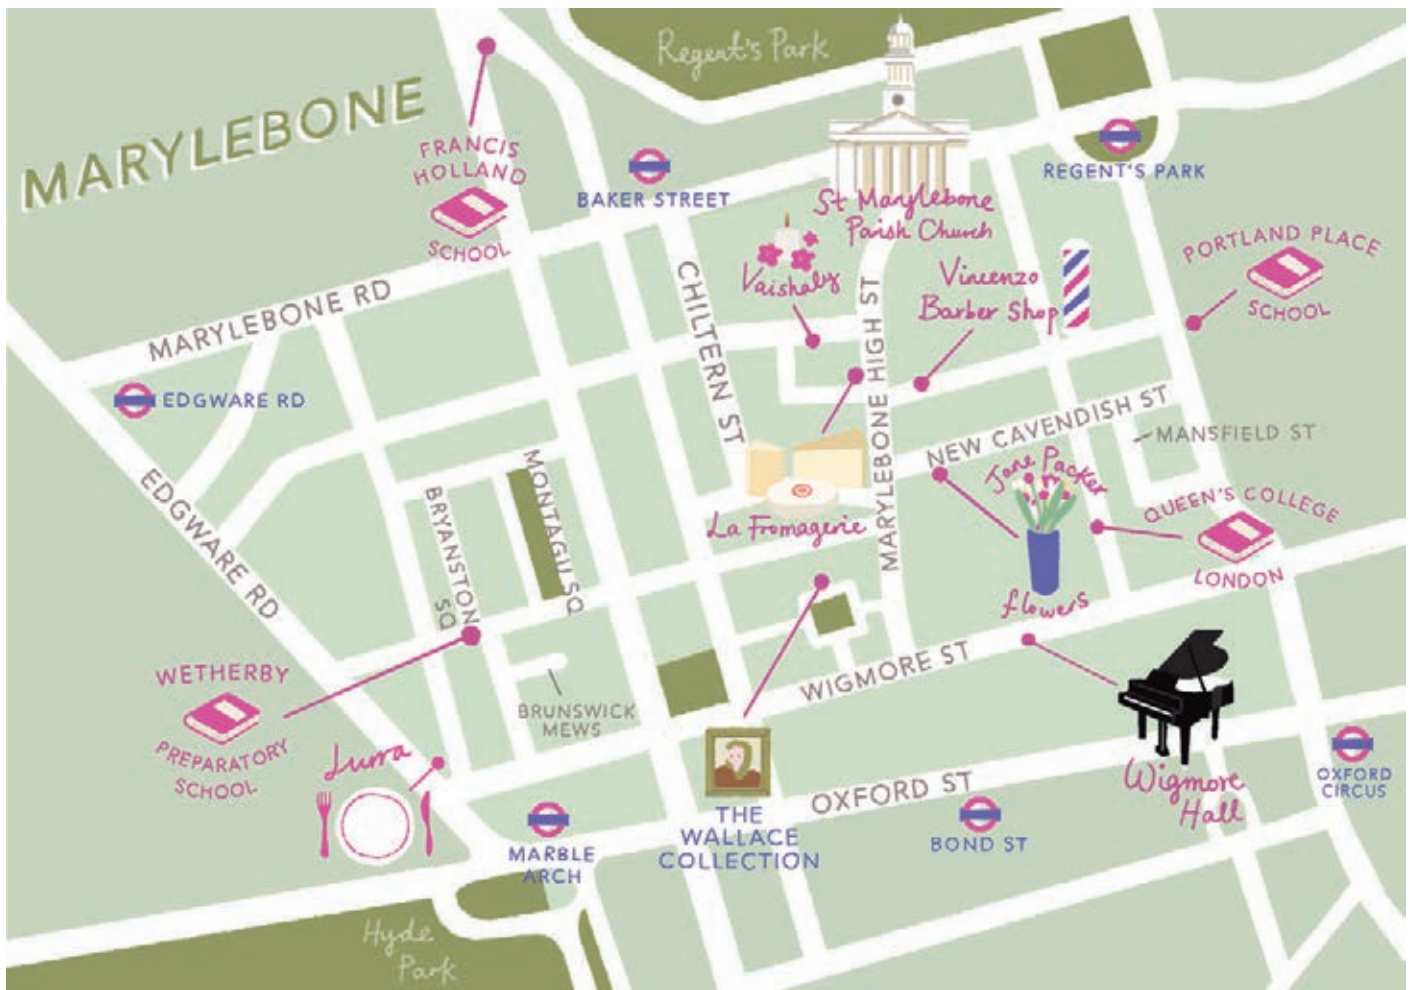 Regent's Park
MARYLEBONE
FRANCIS
HOLLAND
SCHOOL
BAKER STREET
REGENT'S PARK
St Marylebone
Parish Church
Vaishaly
Vincenzo
Barber Shop
PORTLAND PLACE
SCHOOL
MARYLEBONE RD
CHILTERN ST
MARYLEBONE HIGH ST
EDGWARE RD
NEW CAVENDISH ST
MANSFIELD ST
EDGWARE RD
BRYANSTON
SQ
MONTAGU SQ
La Fromagerie
Jane Packer
flowers
QUEEN'S COLLEGE
LONDON
WETHERBY
PREPARATORY
SCHOOL
BRUNSWICK
MEWS
WIGMORE ST
Lurra
OXFORD ST
Wigmore
Hall
OXFORD
CIRCUS
MARBLE
ARCH
THE
WALLACE
COLLECTION
BOND ST
Hyde
Park